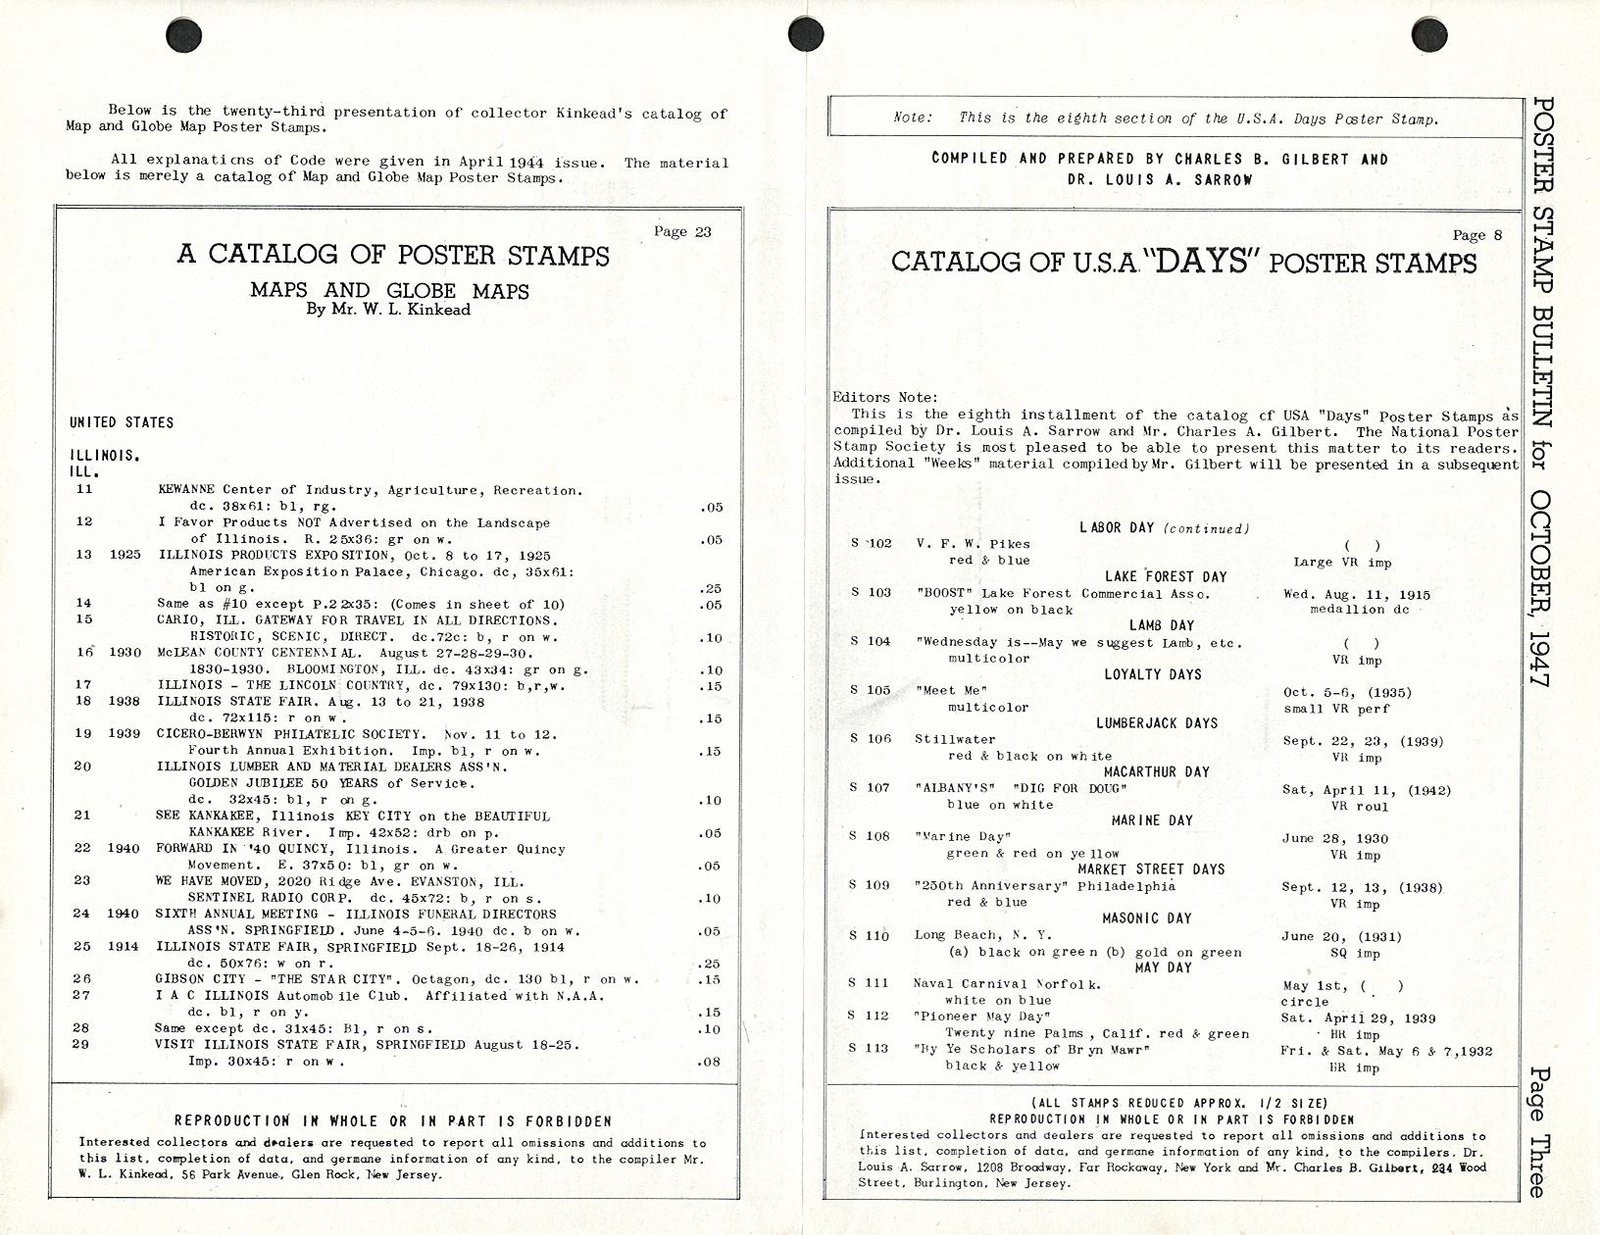 Below is the twenty-third presentation of collector Kinkead's catalog of
Map and Globe Map Poster Stamps.
All explanaticns of Code were given in April 1944 issue. The material
below is merely a catalog of Map and Globe Map Poster Stamps.
Page 23
A CATALOG OF POSTER STAMPS
MAPS AND GLOBE MAPS
By Mr. W. L. Kinkead
UNITED STATES
ILLINOIS.
ILL.
11 KEWANNE Center of Industry, Agriculture, Recreation.
dc. 38x61: bl, rg. .05
12 I Favor Products NOT Advertised on the Landscape
of Illinois. R. 25x36: gr on w. .05
13 1925 ILLINOIS PRODUCTS EXPOSITION, Oct. 8 to 17, 1925
American Exposition Palace, Chicago. dc, 35x61:
bl on g. .25
14 Same as #10 except P.22x35: (Comes in sheet of 10) .05
15 CARIO, ILL. GATEWAY FOR TRAVEL IN ALL DIRECTIONS.
HISTORIC, SCENIC, DIRECT. dc.72c: b, r on w. .10
16 1930 McLEAN COUNTY CENTENNIAL. August 27-28-29-30.
1830-1930. BLOOMINGTON, ILL. dc. 43x34: gr on g. .10
17 ILLINOIS - THE LINCOLN COUNTRY, dc. 79x130: b,r,w. .15
18 1938 ILLINOIS STATE FAIR. Aug. 13 to 21, 1938
dc. 72x115: r on w. .15
19 1939 CICERO-BERWYN PHILATELIC SOCIETY. Nov. 11 to 12.
Fourth Annual Exhibition. Imp. bl, r on w. .15
20 ILLINOIS LUMBER AND MATERIAL DEALERS ASS'N.
GOLDEN JUBILEE 50 YEARS of Service.
dc. 32x45: bl, r on g. .10
21 SEE KANKAKEE, Illinois KEY CITY on the BEAUTIFUL
KANKAKEE River. Imp. 42x52: drb on p. .05
22 1940 FORWARD IN '40 QUINCY, Illinois. A Greater Quincy
Movement. E. 37x50: bl, gr on w. .05
23 WE HAVE MOVED, 2020 Ridge Ave. EVANSTON, ILL.
SENTINEL RADIO CORP. dc. 45x72: b, r on s. .10
24 1940 SIXTH ANNUAL MEETING - ILLINOIS FUNERAL DIRECTORS
ASS'N. SPRINGFIELD. June 4-5-6. 1940 dc. b on w. .05
25 1914 ILLINOIS STATE FAIR, SPRINGFIELD Sept. 18-26, 1914
dc. 50x76: w on r. .25
26 GIBSON CITY - "THE STAR CITY". Octagon, dc. 130 bl, r on w. .15
27 I A C ILLINOIS Automobile Club. Affiliated with N.A.A.
dc. bl, r on y. .15
28 Same except dc. 31x45: Bl, r on s. .10
29 VISIT ILLINOIS STATE FAIR, SPRINGFIELD August 18-25.
Imp. 30x45: r on w. .08
REPRODUCTION IN WHOLE OR IN PART IS FORBIDDEN
Interested collectors and dealers are requested to report all omissions and additions to
this list, completion of data, and germane information of any kind, to the compiler Mr.
W. L. Kinkead, 56 Park Avenue, Glen Rock, New Jersey.
Note: This is the eighth section of the U.S.A. Days Poster Stamp.
COMPILED AND PREPARED BY CHARLES B. GILBERT AND
DR. LOUIS A. SARROW
Page 8
CATALOG OF U.S.A. "DAYS" POSTER STAMPS
Editors Note:
This is the eighth installment of the catalog cf USA "Days" Poster Stamps as
compiled by Dr. Louis A. Sarrow and Mr. Charles A. Gilbert. The National Poster
Stamp Society is most pleased to be able to present this matter to its readers.
Additional "Weeks" material compiled by Mr. Gilbert will be presented in a subsequent
issue.
LABOR DAY (continued)
S 102 V. F. W. Pikes ( )
red & blue Large VR imp
LAKE FOREST DAY
S 103 "BOOST" Lake Forest Commercial Asso. Wed. Aug. 11, 1915
yellow on black medallion dc
LAMB DAY
S 104 "Wednesday is--May we suggest Lamb, etc. ( )
multicolor VR imp
LOYALTY DAYS
S 105 "Meet Me" Oct. 5-6, (1935)
multicolor small VR perf
LUMBERJACK DAYS
S 106 Stillwater Sept. 22, 23, (1939)
red & black on white VR imp
MACARTHUR DAY
S 107 "ALBANY'S" "DIG FOR DOUG" Sat, April 11, (1942)
blue on white VR roul
MARINE DAY
S 108 "Marine Day" June 28, 1930
green & red on yellow VR imp
MARKET STREET DAYS
S 109 "250th Anniversary" Philadelphia Sept. 12, 13, (1938)
red & blue VR imp
MASONIC DAY
S 110 Long Beach, N. Y. June 20, (1931)
(a) black on green (b) gold on green SQ imp
MAY DAY
S 111 Naval Carnival Norfolk. May 1st, ( )
white on blue circle
S 112 "Pioneer May Day" Sat. April 29, 1939
Twenty nine Palms, Calif. red & green HR imp
S 113 "By Ye Scholars of Bryn Mawr" Fri. & Sat. May 6 & 7,1932
black & yellow HR imp
(ALL STAMPS REDUCED APPROX. 1/2 SIZE)
REPRODUCTION IN WHOLE OR IN PART IS FORBIDDEN
Interested collectors and dealers are requested to report all omissions and additions to
this list, completion of data, and germane information of any kind, to the compilers. Dr.
Louis A. Sarrow, 1208 Broadway, Far Rockaway, New York and Mr. Charles B. Gilbert, 234 Wood
Street, Burlington, New Jersey.
POSTER STAMP BULLETIN for OCTOBER, 1947
Page Three